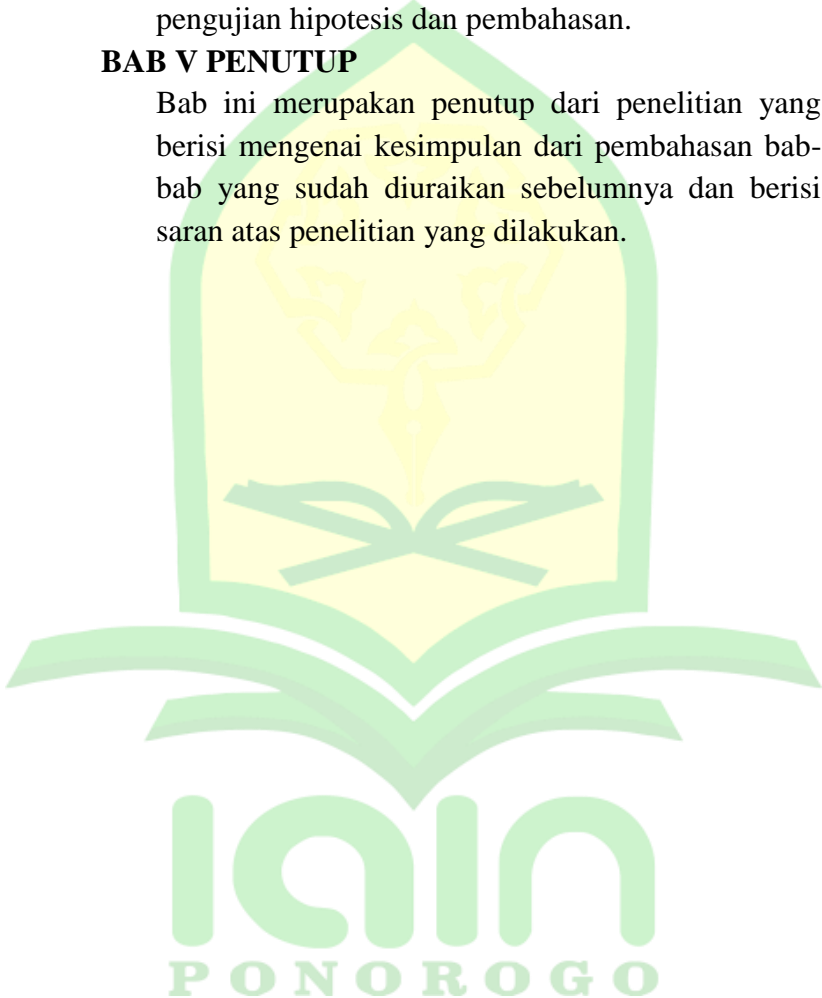 pengujian hipotesis dan pembahasan.
BAB V PENUTUP
Bab ini merupakan penutup dari penelitian yang
berisi mengenai kesimpulan dari pembahasan bab-
bab yang sudah diuraikan sebelumnya dan berisi
saran atas penelitian yang dilakukan.
iain
PONOROGO